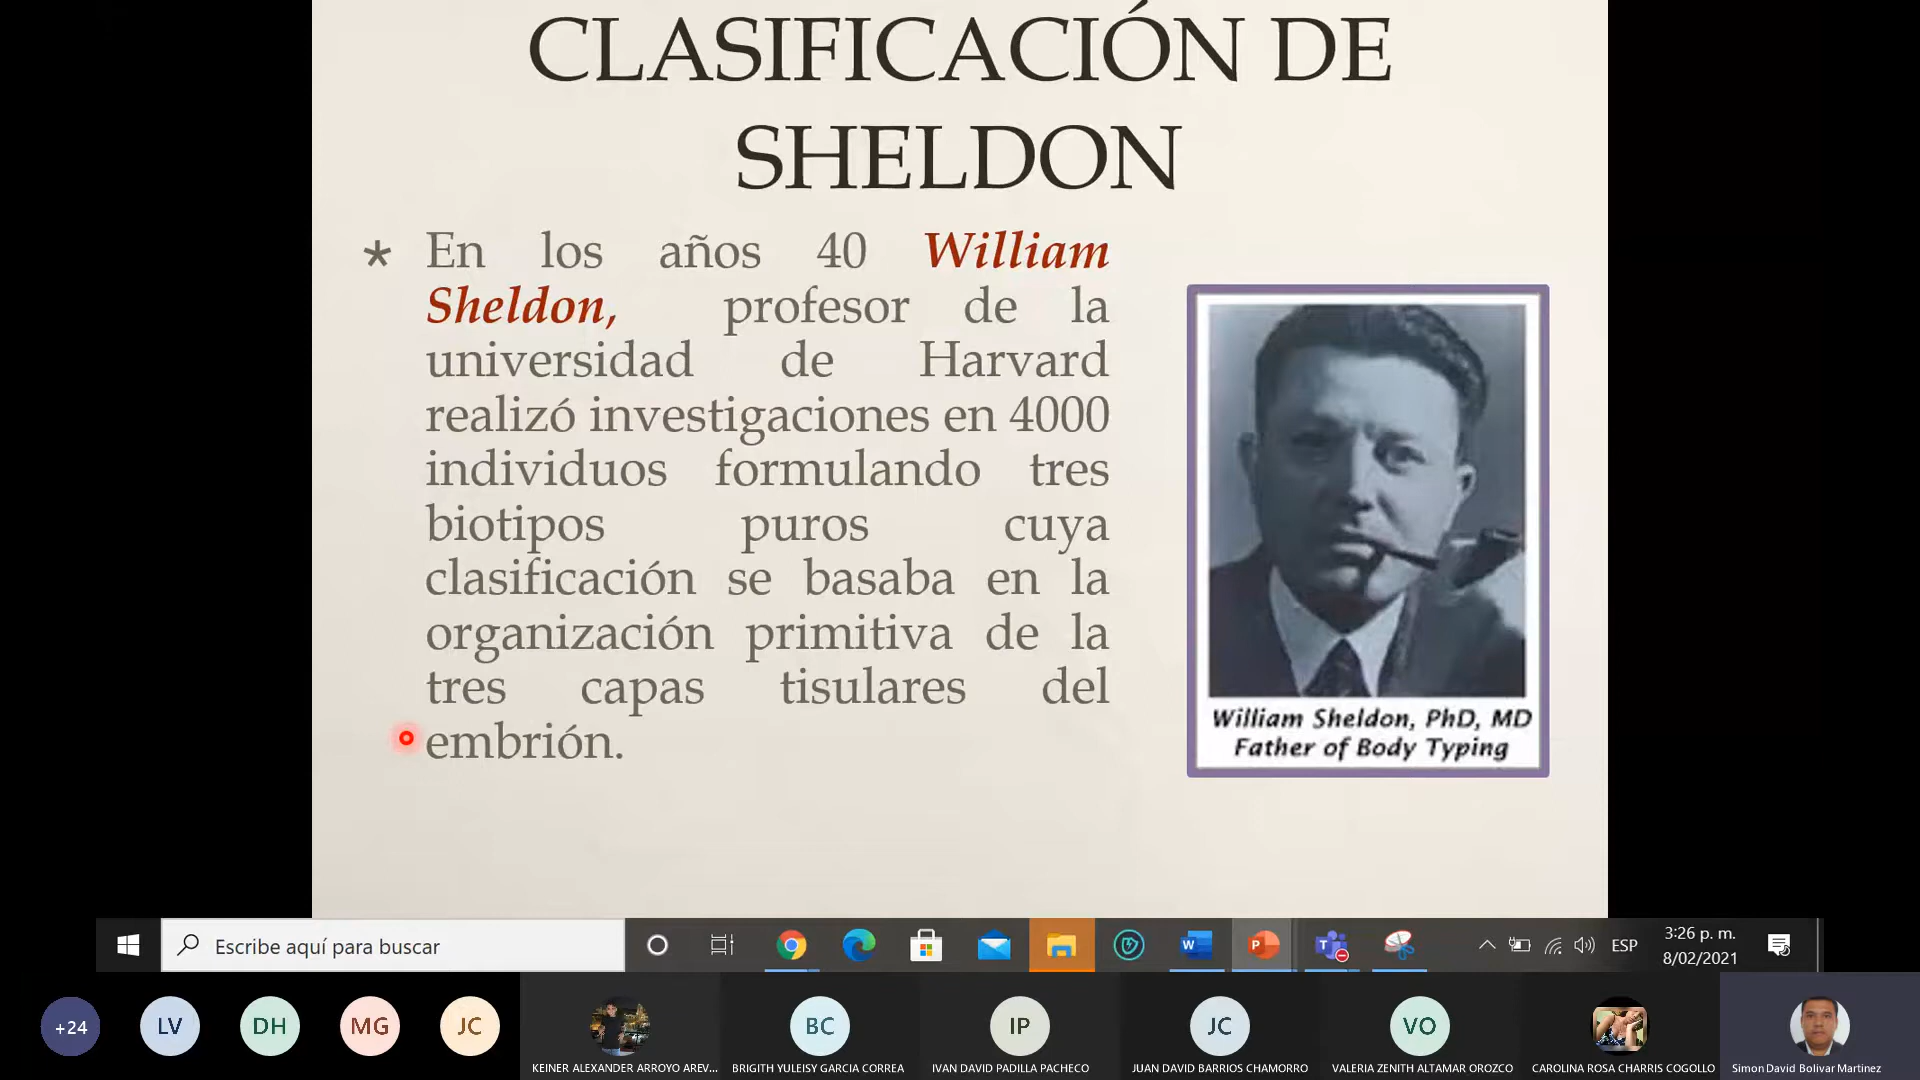 CLASIFICACIÓN DE
SHELDON
* En los años 40 William
Sheldon, profesor de la
universidad de Harvard
realizó investigaciones en 4000
individuos formulando tres
biotipos puros cuya
clasificación se basaba en la
organización primitiva de la
tres capas tisulares del
embrión.
William Sheldon, PhD, MD
Father of Body Typing
Escribe aquí para buscar
ESP
3:26 p. m.
8/02/2021
+24
LV
DH
MG
JC
BC
IP
JC
VO
KEINER ALEXANDER ARROYO AREV...
BRIGITH YULEISY GARCIA CORREA
IVAN DAVID PADILLA PACHECO
JUAN DAVID BARRIOS CHAMORRO
VALERIA ZENITH ALTAMAR OROZCO
CAROLINA ROSA CHARRIS COGOLLO
Simon David Bolivar Martinez